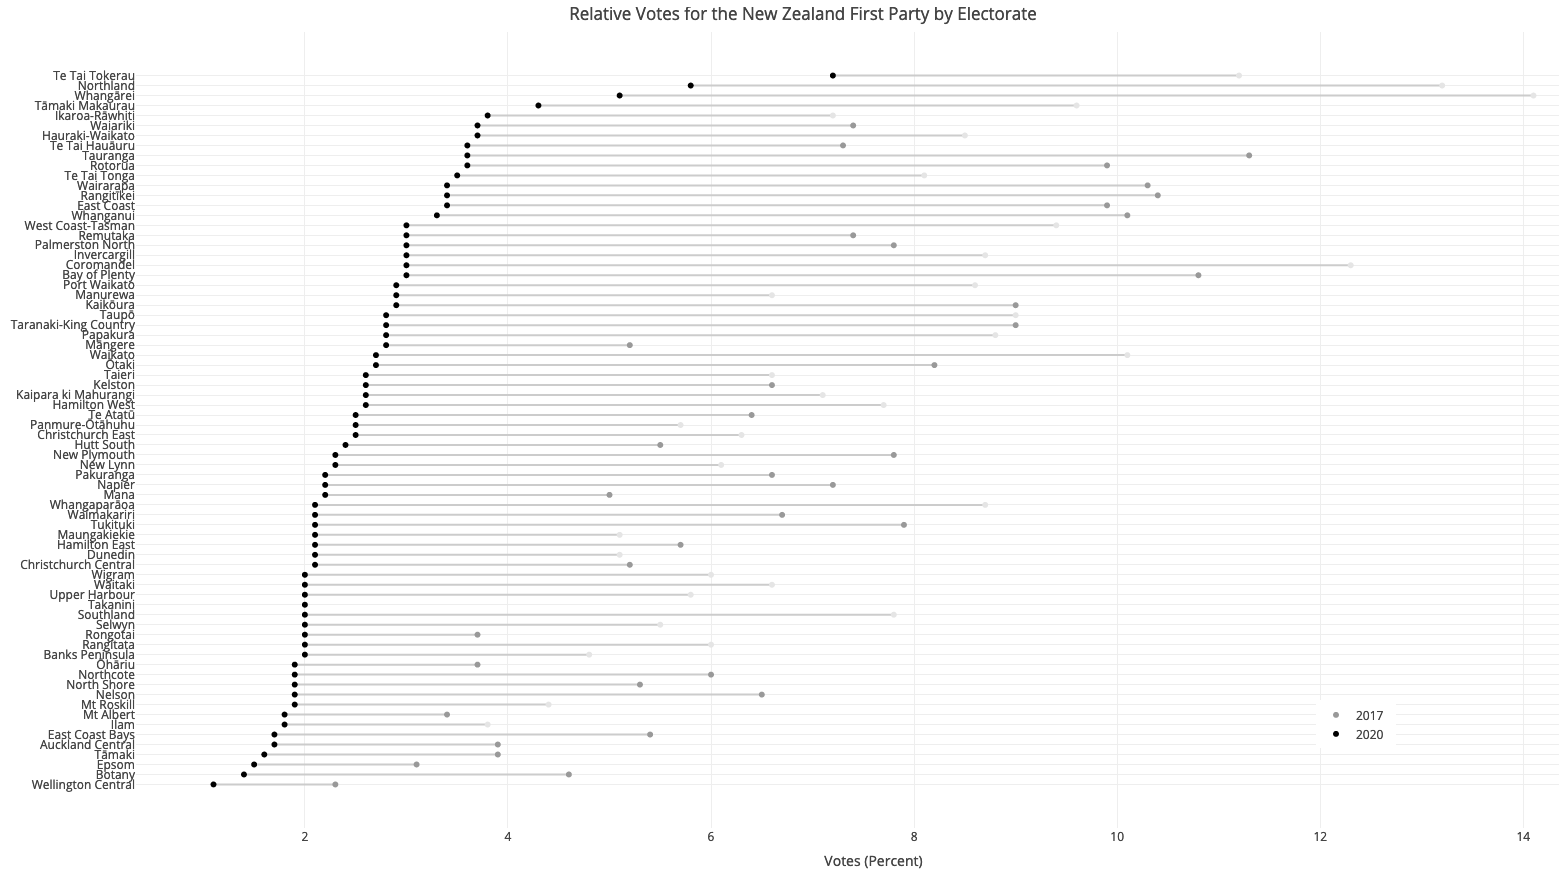 Relative Votes for the New Zealand First Party by Electorate
Te Tai Tokerau
Northland
Whangārei
Tāmaki Makaurau
Ikaroa-Rāwhiti
Waiariki
Hauraki-Waikato
Te Tai Hauāuru
Tauranga
Rotorua
Te Tai Tonga
Wairarapa
Rangitīkei
East Coast
Whanganui
West Coast-Tasman
Remutaka
Palmerston North
Invercargill
Coromandel
Bay of Plenty
Port Waikato
Manurewa
Kaikōura
Taupō
Taranaki-King Country
Papakura
Māngere
Waikato
Ōtaki
Taieri
Kelston
Kaipara ki Mahurangi
Hamilton West
Te Atatū
Panmure-Ōtāhuhu
Christchurch East
Hutt South
New Plymouth
New Lynn
Pakuranga
Napier
Mana
Whangaparāoa
Waimakariri
Tukituki
Maungakiekie
Hamilton East
Dunedin
Christchurch Central
Wigram
Waitaki
Upper Harbour
Takanini
Southland
Selwyn
Rongotai
Rangitata
Banks Peninsula
Ōhāriu
Northcote
North Shore
Nelson
Mt Roskill
Mt Albert
Ilam
East Coast Bays
Auckland Central
Tāmaki
Epsom
Botany
Wellington Central
2017
2020
2 4 6 8 10 12 14
Votes (Percent)